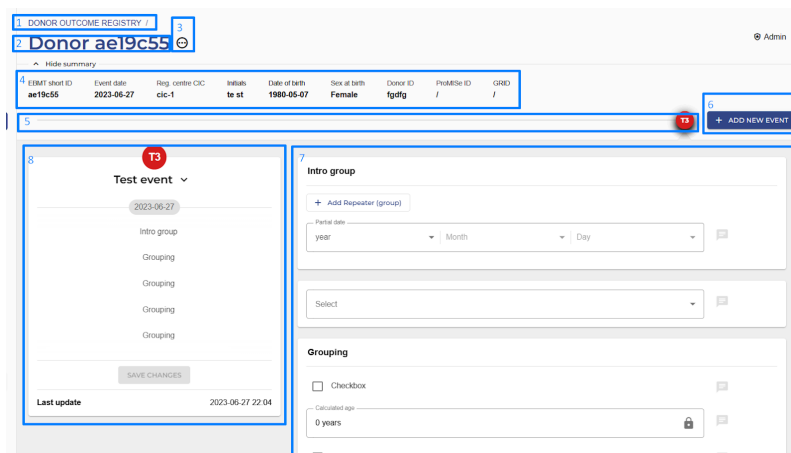 1 DONOR OUTCOME REGISTRY /
3
2 Donor ae19c55
Admin
Hide summary
4 EBMT short ID Event date Reg. centre CIC Initials Date of birth Sex at birth Donor ID ProMISe ID GRID
ae19c55 2023-06-27 cic-1 te st 1980-05-07 Female fgdfg / /
6
5 T3 + ADD NEW EVENT
8 T3
Test event
2023-06-27
Intro group
Grouping
Grouping
Grouping
Grouping
SAVE CHANGES
Last update 2023-06-27 22:04
7
Intro group
+ Add Repeater (group)
Partial date
year Month Day
Select
Grouping
Checkbox
Calculated age
0 years